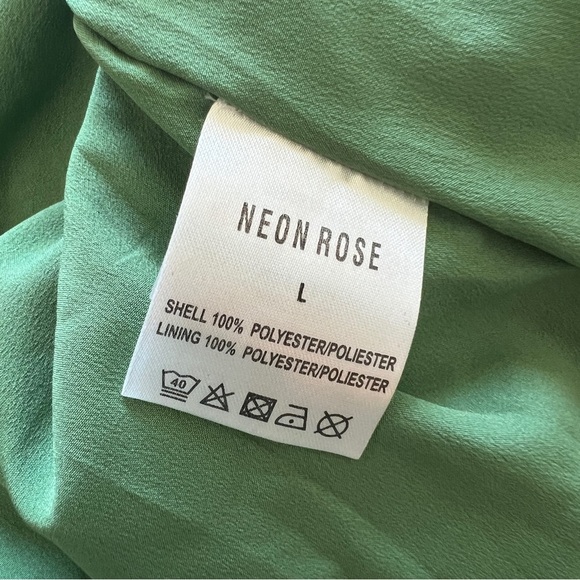 NEON ROSE
L
SHELL 100% POLYESTER/POLIESTER
LINING 100% POLYESTER/POLIESTER
40